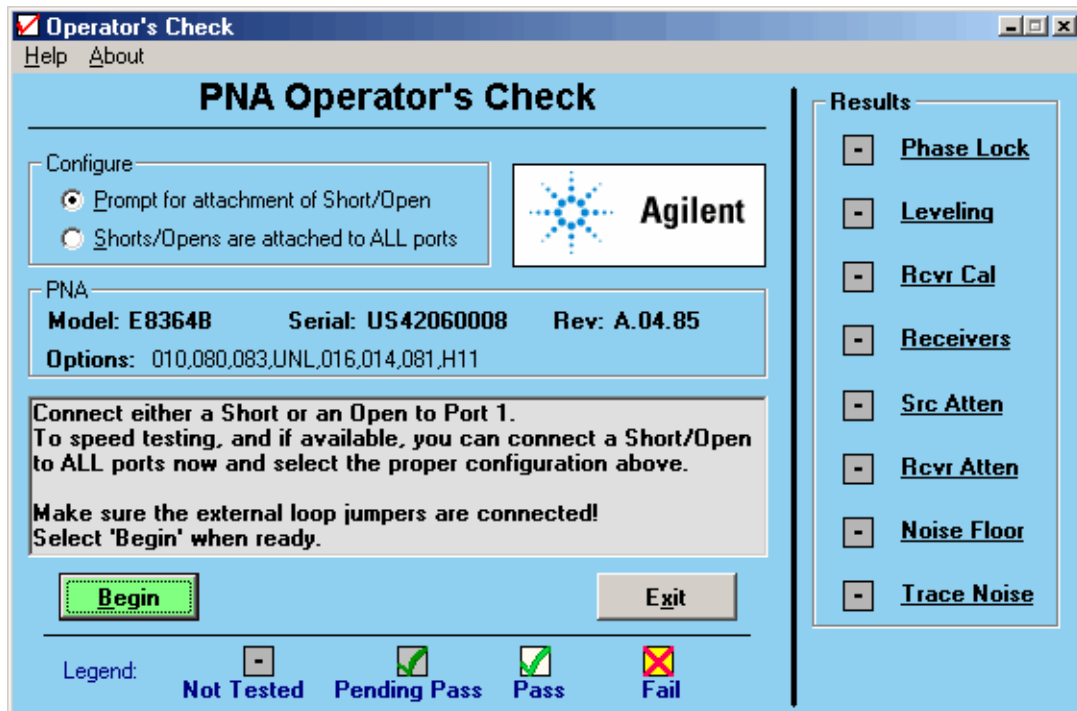 Operator's Check
Help About
PNA Operator's Check
Configure
Prompt for attachment of Short/Open
Shorts/Opens are attached to ALL ports
Agilent
PNA
Model: E8364B Serial: US42060008 Rev: A.04.85
Options: 010,080,083,UNL,016,014,081,H11
Connect either a Short or an Open to Port 1.
To speed testing, and if available, you can connect a Short/Open
to ALL ports now and select the proper configuration above.
Make sure the external loop jumpers are connected!
Select 'Begin' when ready.
Begin Exit
Legend:
- Not Tested
Pending Pass
Pass
Fail
Results
- Phase Lock
- Leveling
- Rcvr Cal
- Receivers
- Src Atten
- Rcvr Atten
- Noise Floor
- Trace Noise